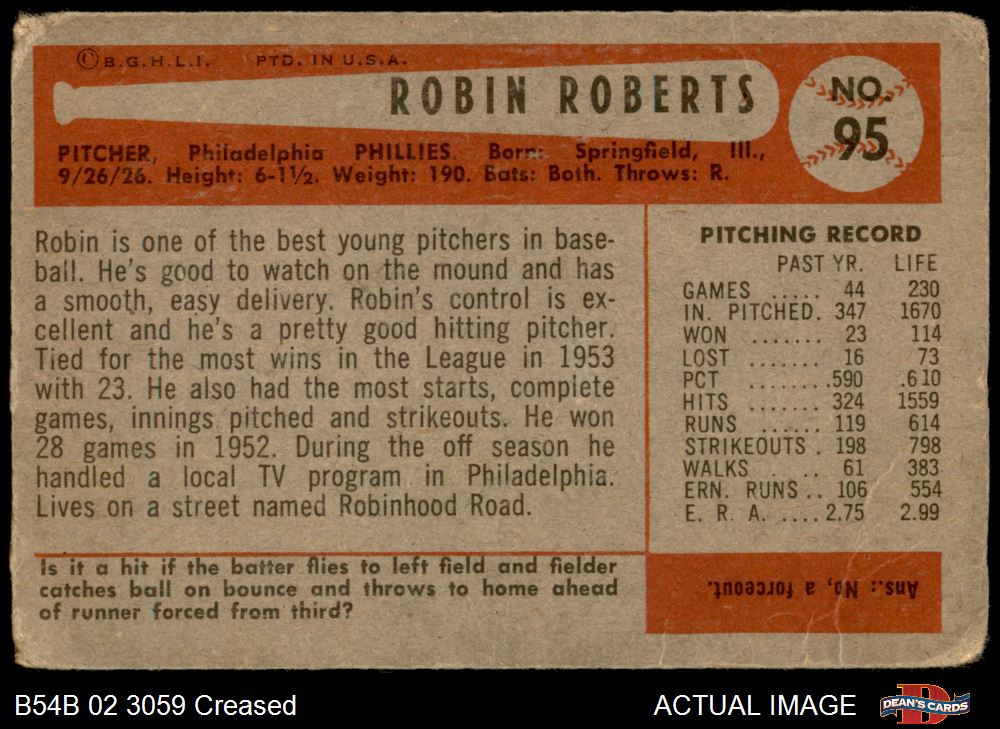 ©B.G.H.L.I. PTD. IN U.S.A.
ROBIN ROBERTS
NO.
95
PITCHER, Philadelphia PHILLIES. Born: Springfield, Ill.,
9/26/26. Height: 6-1½. Weight: 190. Bats: Both. Throws: R.
Robin is one of the best young pitchers in base-
ball. He's good to watch on the mound and has
a smooth, easy delivery. Robin's control is ex-
cellent and he's a pretty good hitting pitcher.
Tied for the most wins in the League in 1953
with 23. He also had the most starts, complete
games, innings pitched and strikeouts. He won
28 games in 1952. During the off season he
handled a local TV program in Philadelphia.
Lives on a street named Robinhood Road.
PITCHING RECORD
PAST YR. LIFE
GAMES ..... 44 230
IN. PITCHED. 347 1670
WON ....... 23 114
LOST ....... 16 73
PCT ....... .590 .610
HITS ....... 324 1559
RUNS ...... 119 614
STRIKEOUTS . 198 798
WALKS ..... 61 383
ERN. RUNS .. 106 554
E. R. A. .... 2.75 2.99
Is it a hit if the batter flies to left field and fielder
catches ball on bounce and throws to home ahead
of runner forced from third?
Ans.: No, a forceout.
B54B 02 3059 Creased
ACTUAL IMAGE
D
DEAN'S CARDS